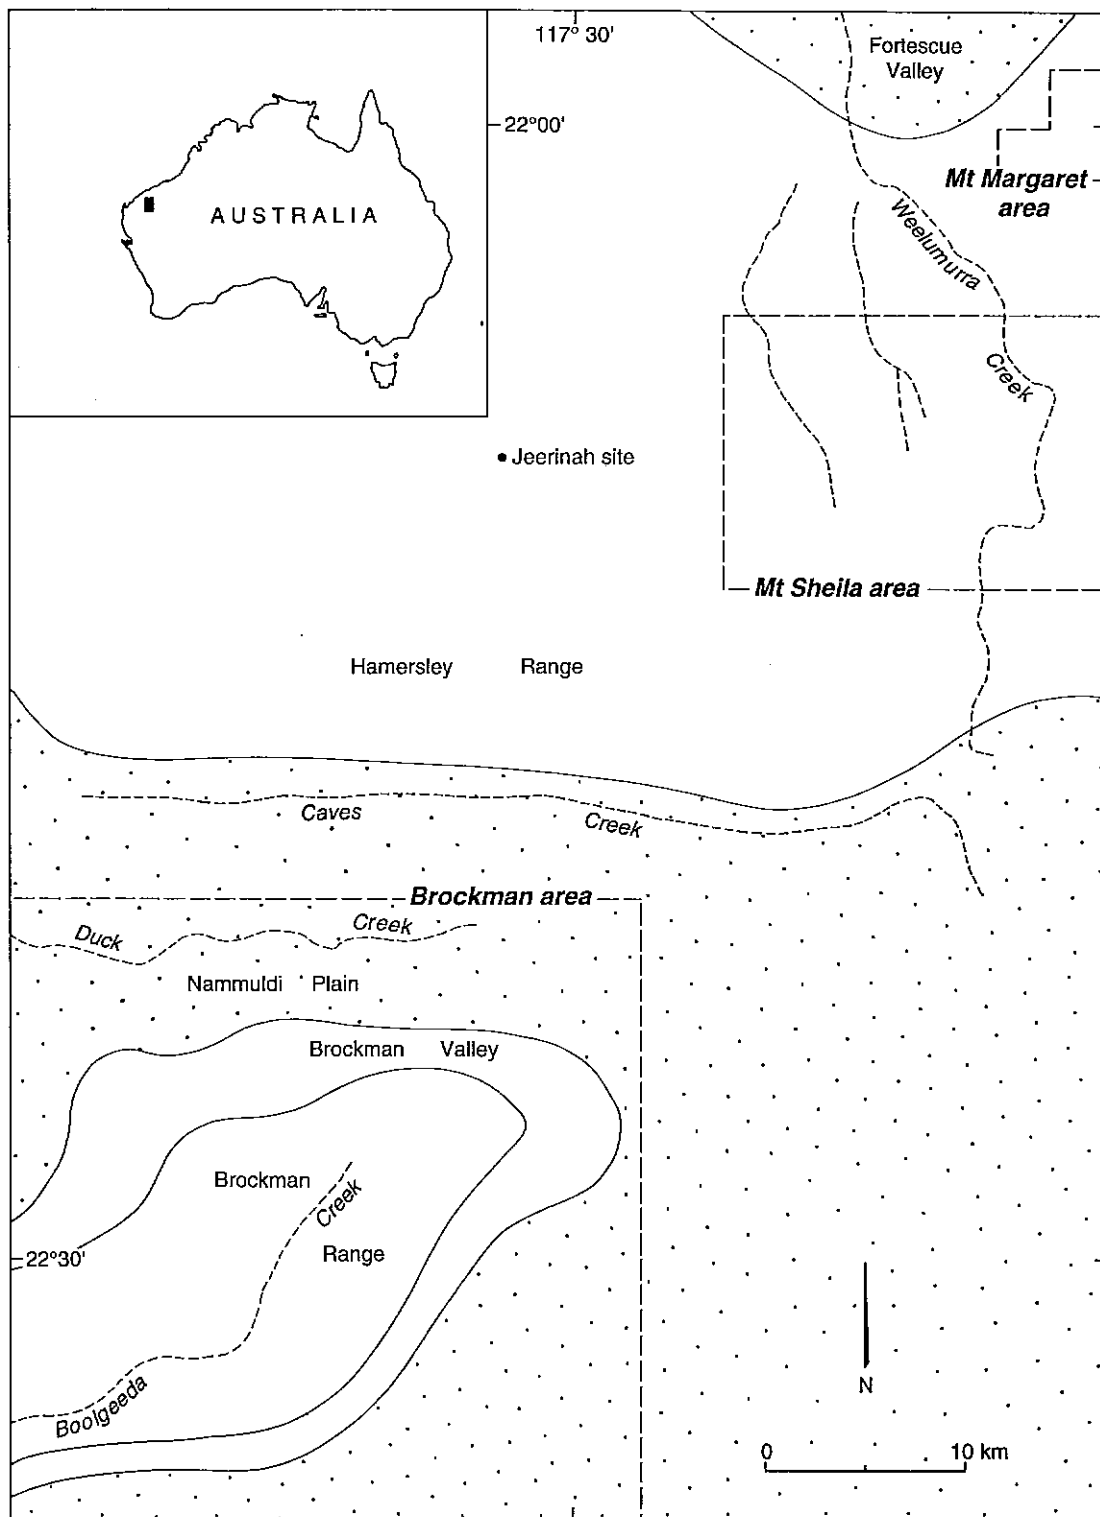 117° 30'
Fortescue
Valley
22°00'
AUSTRALIA
Mt Margaret
area
Weelumurra
Creek
Jeerinah site
Mt Sheila area
Hamersley Range
Caves Creek
Brockman area
Duck Creek
Nammuldi Plain
Brockman Valley
Brockman
Creek
Range
22°30'
Boolgeeda
N
0 10 km